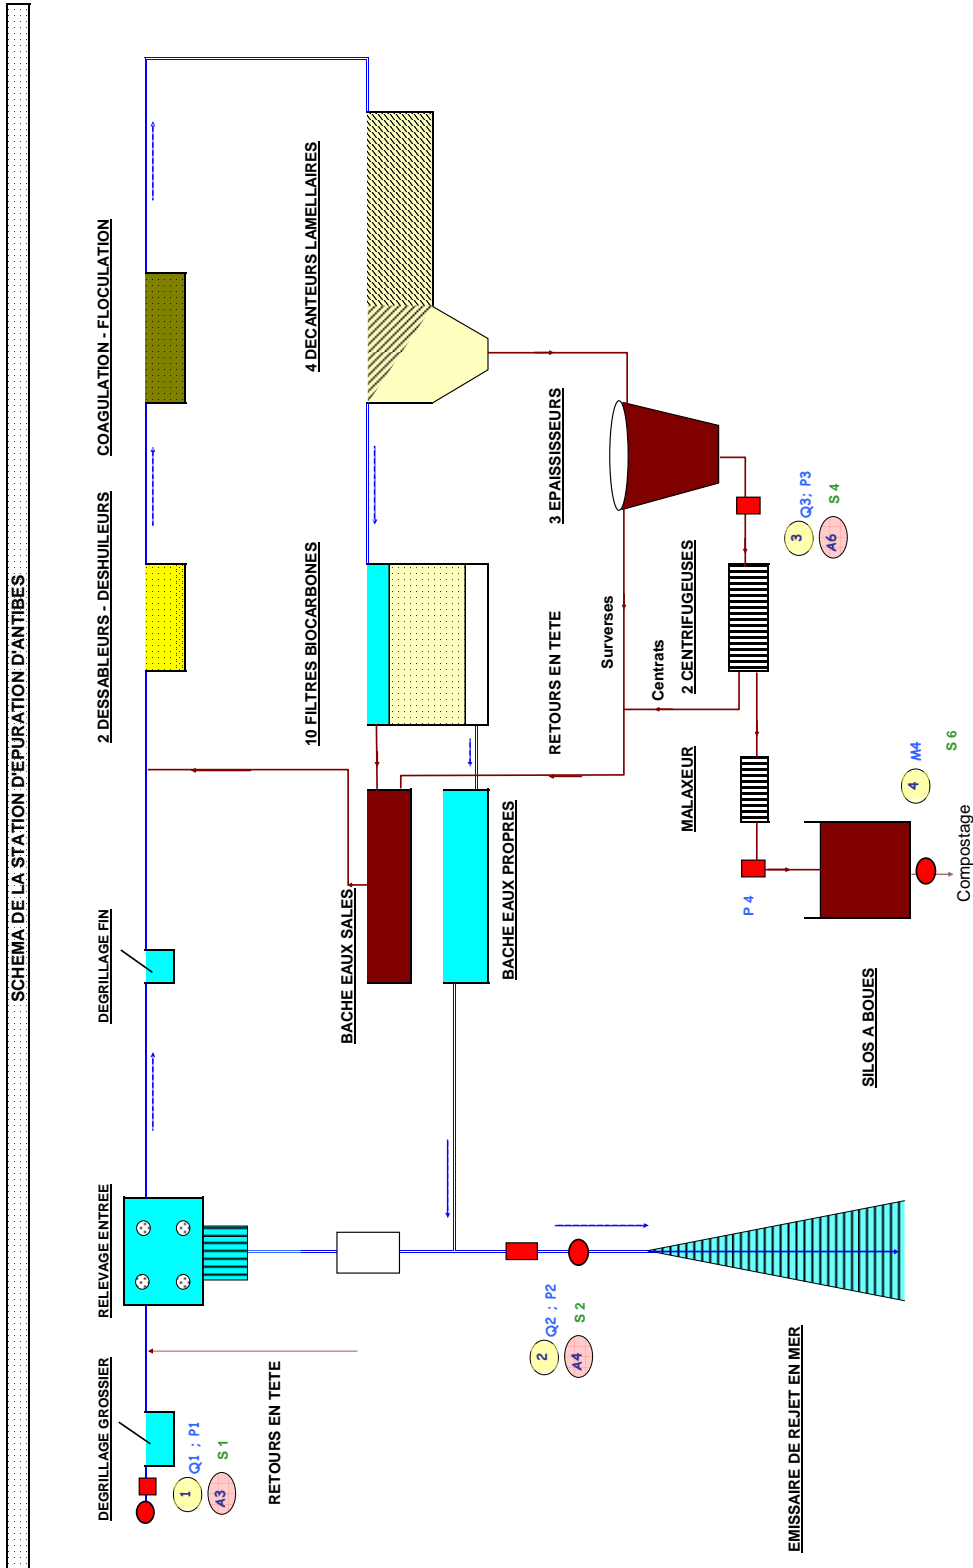 SCHEMA DE LA STATION D'EPURATION D'ANTIBES
DEGRILLAGE GROSSIER
RELEVAGE ENTREE
DEGRILLAGE FIN
2 DESSABLEURS - DESHUILEURS
COAGULATION - FLOCULATION
1
Q1 ; P1
A3
S 1
RETOURS EN TETE
BACHE EAUX SALES
10 FILTRES BIOCARBONES
4 DECANTEURS LAMELLAIRES
BACHE EAUX PROPRES
2
Q2 ; P2
A4
S 2
RETOURS EN TETE
3 EPAISSISSEURS
Surverses
Centrats
2 CENTRIFUGEUSES
MALAXEUR
3
Q3; P3
A6
S 4
P 4
EMISSAIRE DE REJET EN MER
SILOS A BOUES
4
M4
S 6
Compostage